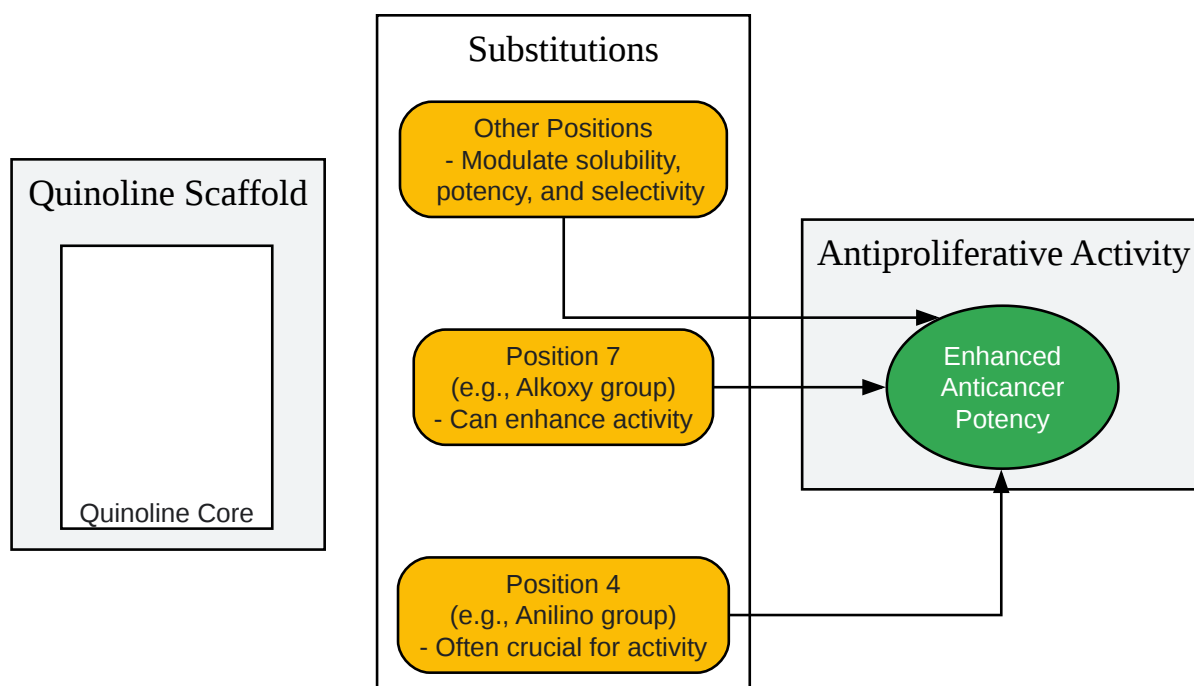 Quinoline Scaffold
Quinoline Core
Substitutions
Other Positions
- Modulate solubility,
potency, and selectivity
Position 7
(e.g., Alkoxy group)
- Can enhance activity
Position 4
(e.g., Anilino group)
- Often crucial for activity
Antiproliferative Activity
Enhanced
Anticancer
Potency